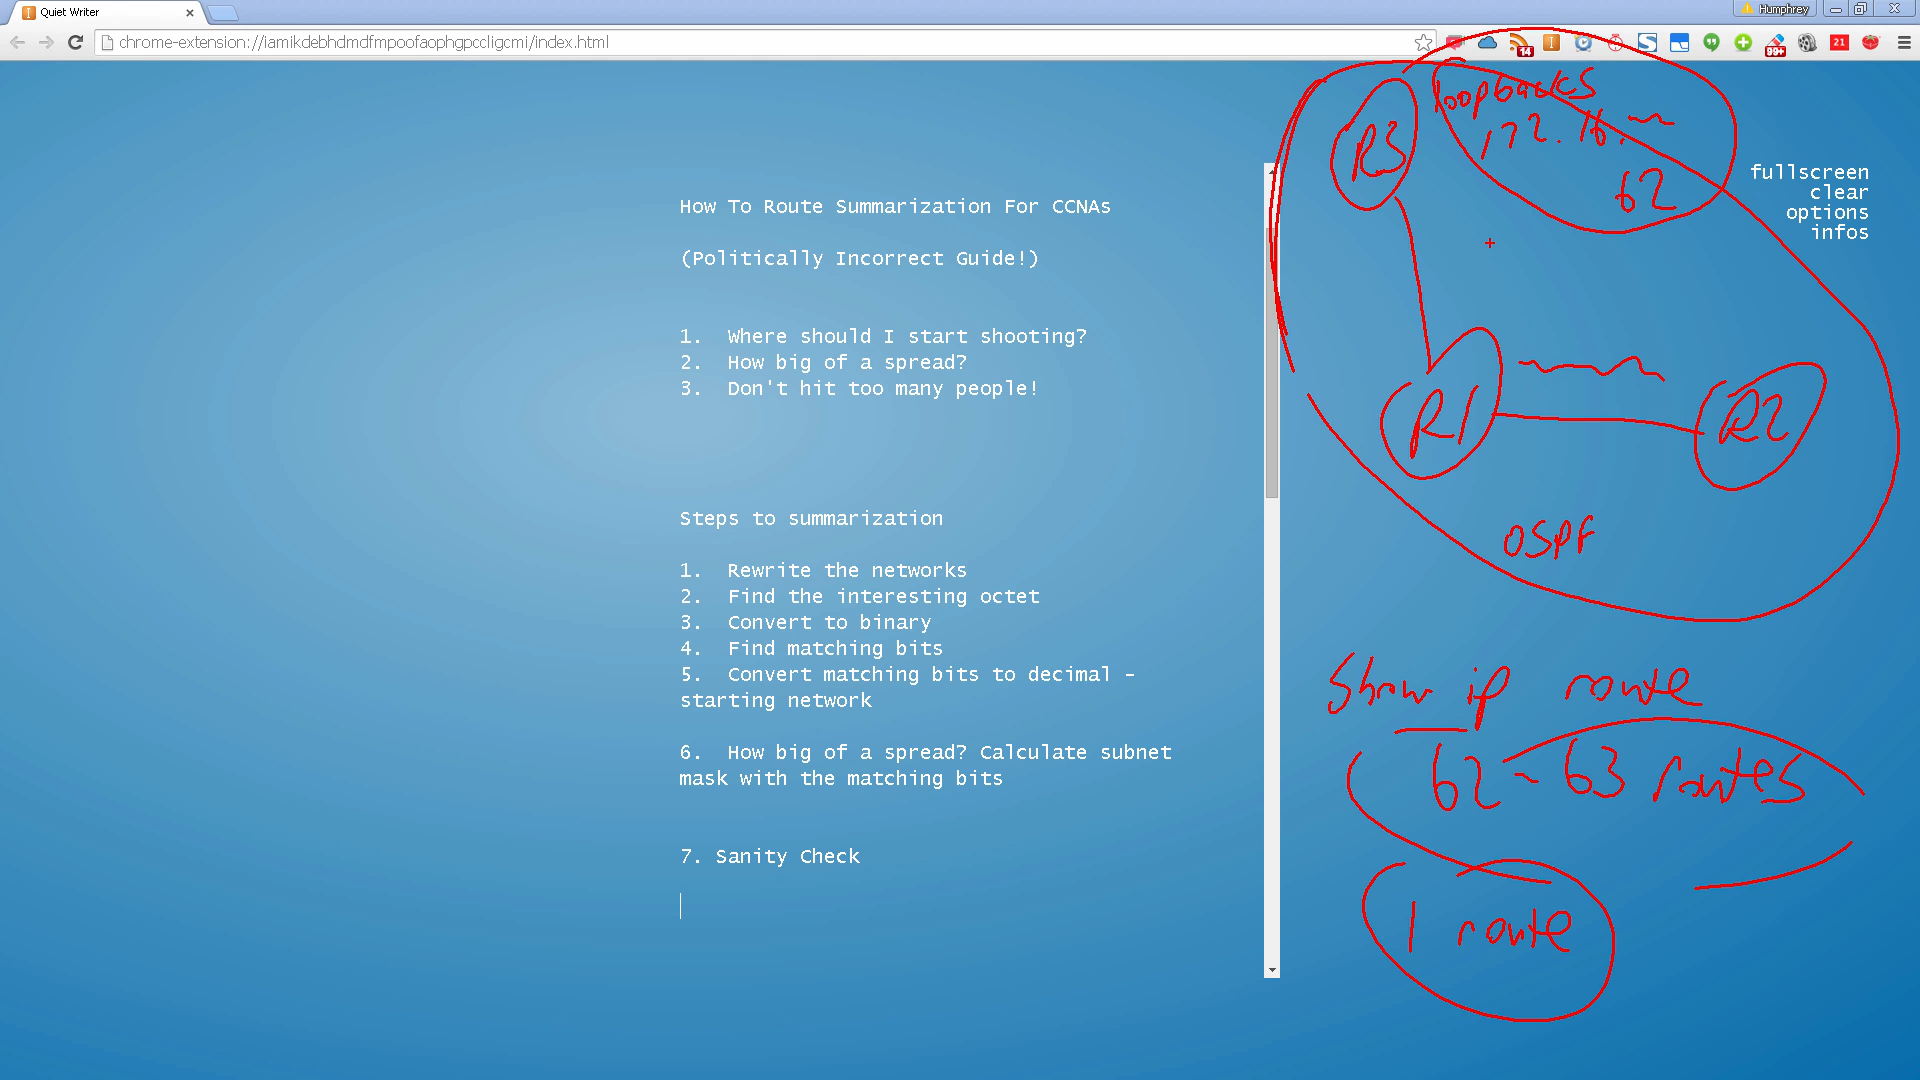 Quiet Writer
Humphrey
chrome-extension://iamikdebhdmdfmpoofaophgpccligcmi/index.html
14
99+
21
fullscreen
clear
options
infos
How To Route Summarization For CCNAs
(Politically Incorrect Guide!)
1. Where should I start shooting?
2. How big of a spread?
3. Don't hit too many people!
Steps to summarization
1. Rewrite the networks
2. Find the interesting octet
3. Convert to binary
4. Find matching bits
5. Convert matching bits to decimal -
starting network
6. How big of a spread? Calculate subnet
mask with the matching bits
7. Sanity Check
loopbacks
172.16.~
62
R3
R1
R2
OSPF
Show ip route
62 - 63 routes
1 route